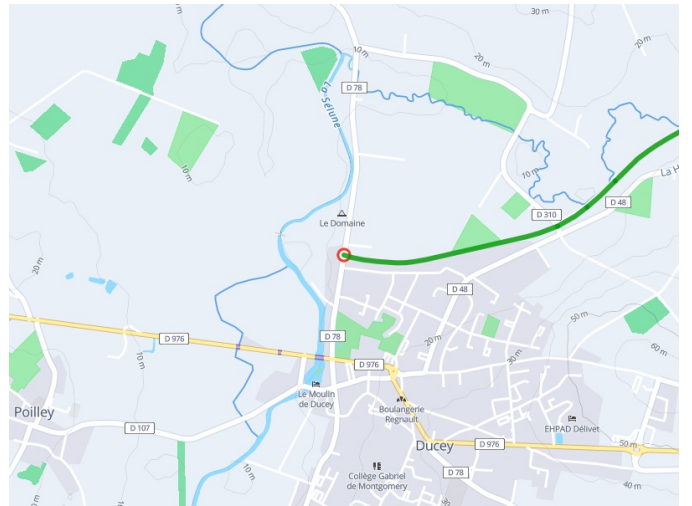 30 m
10 m
20 m
20 m
D 78
La Sélune
10 m
10 m
La H
D 48
D 310
Le Domaine
20 m
D 48
50 m
D 78
20 m
D 976
60 m
10 m
30 m
D 976
Le Moulin
de Ducey
Boulangerie
Regnault
Poilley
EHPAD Délivet
D 107
Ducey
D 976
50 m
10 m
D 78
Collège Gabriel
de Montgomery
40 m